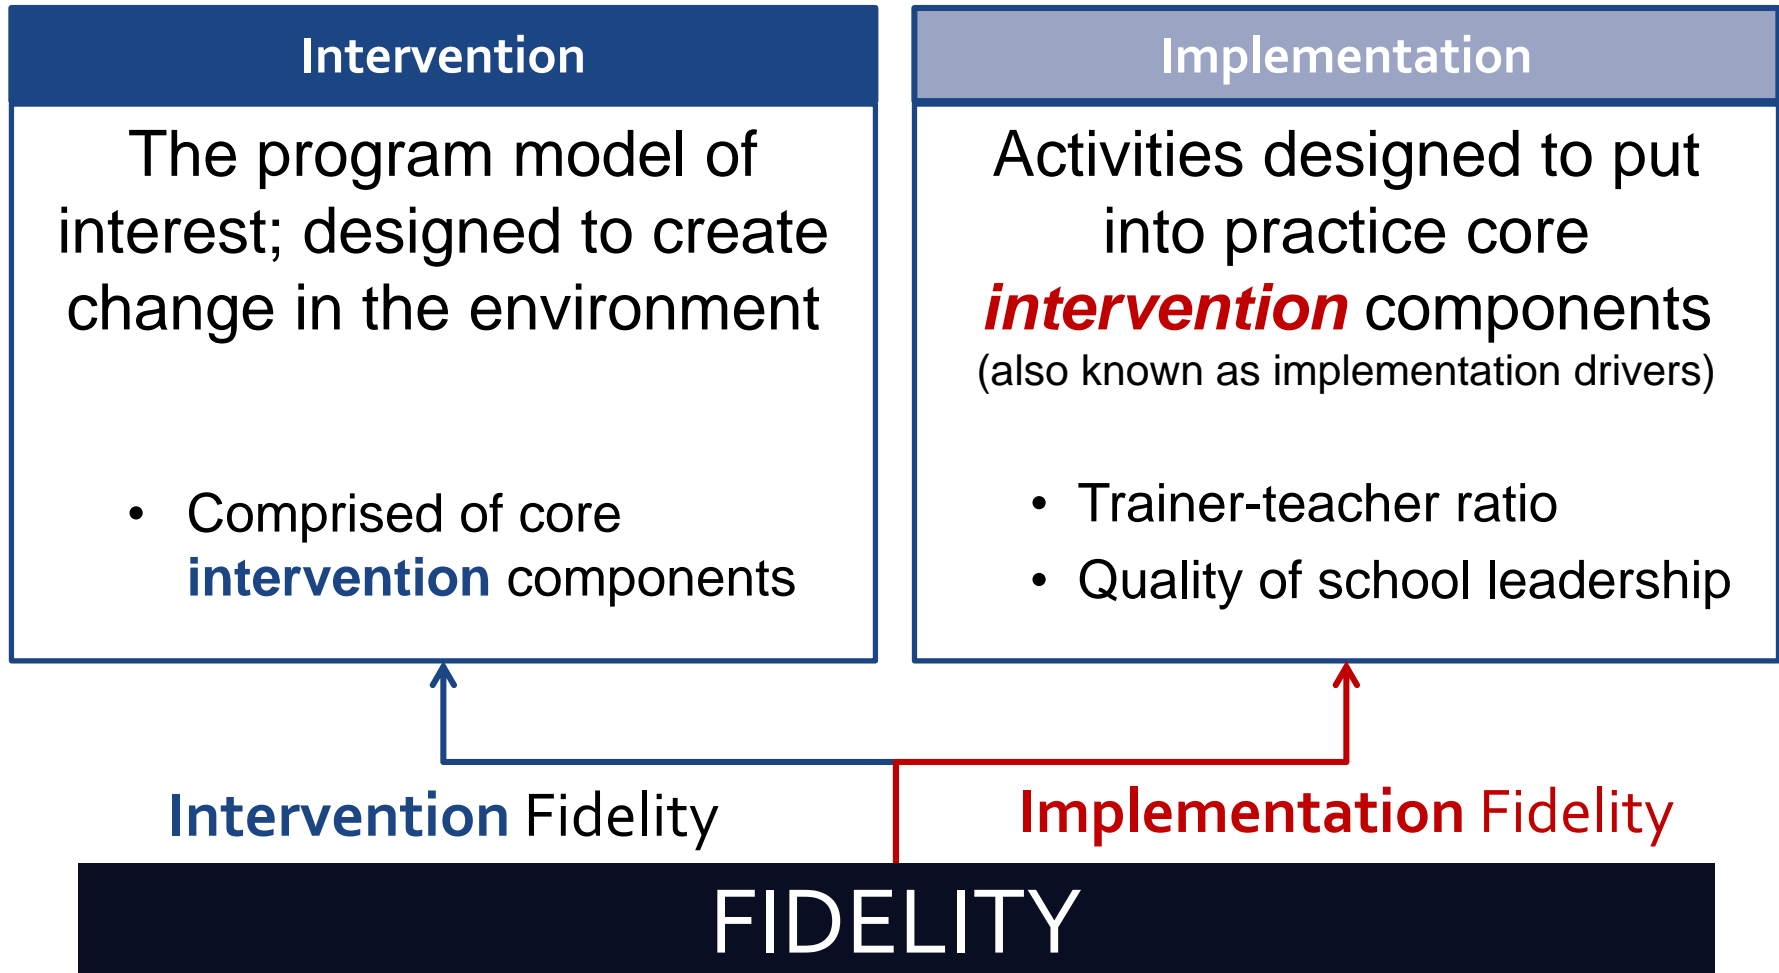 Intervention
The program model of
interest; designed to create
change in the environment
• Comprised of core
intervention components
Implementation
Activities designed to put
into practice core
intervention components
(also known as implementation drivers)
• Trainer-teacher ratio
• Quality of school leadership
Intervention Fidelity
Implementation Fidelity
FIDELITY